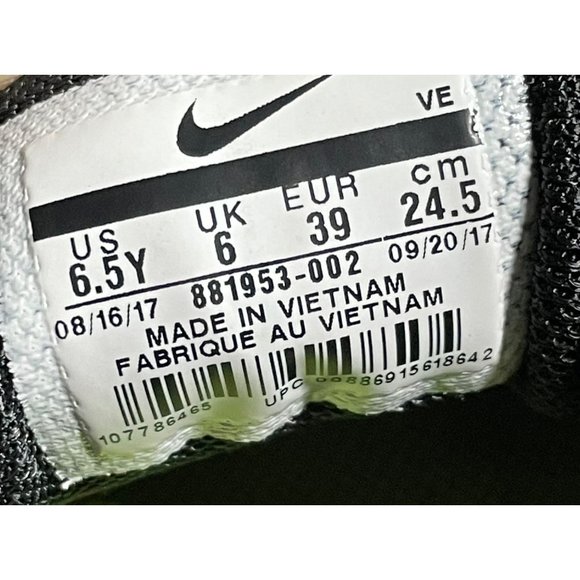 VE
US UK EUR cm
6.5Y 6 39 24.5
08/16/17 881953-002 09/20/17
MADE IN VIETNAM
FABRIQUE AU VIETNAM
107786465 UPC 00886915618642